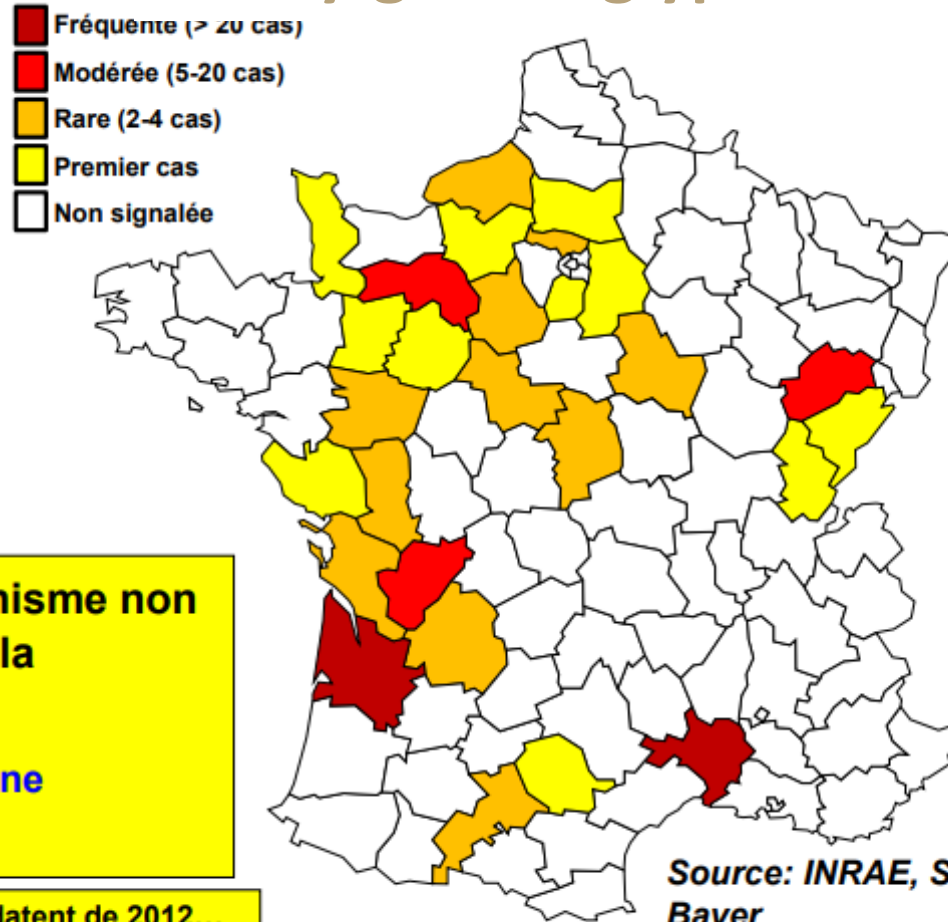 Fréquente (> 20 cas)
Modérée (5-20 cas)
Rare (2-4 cas)
Premier cas
Non signalée
nisme non
la
ne
latent de 2012...
Source: INRAE, S
Bayer